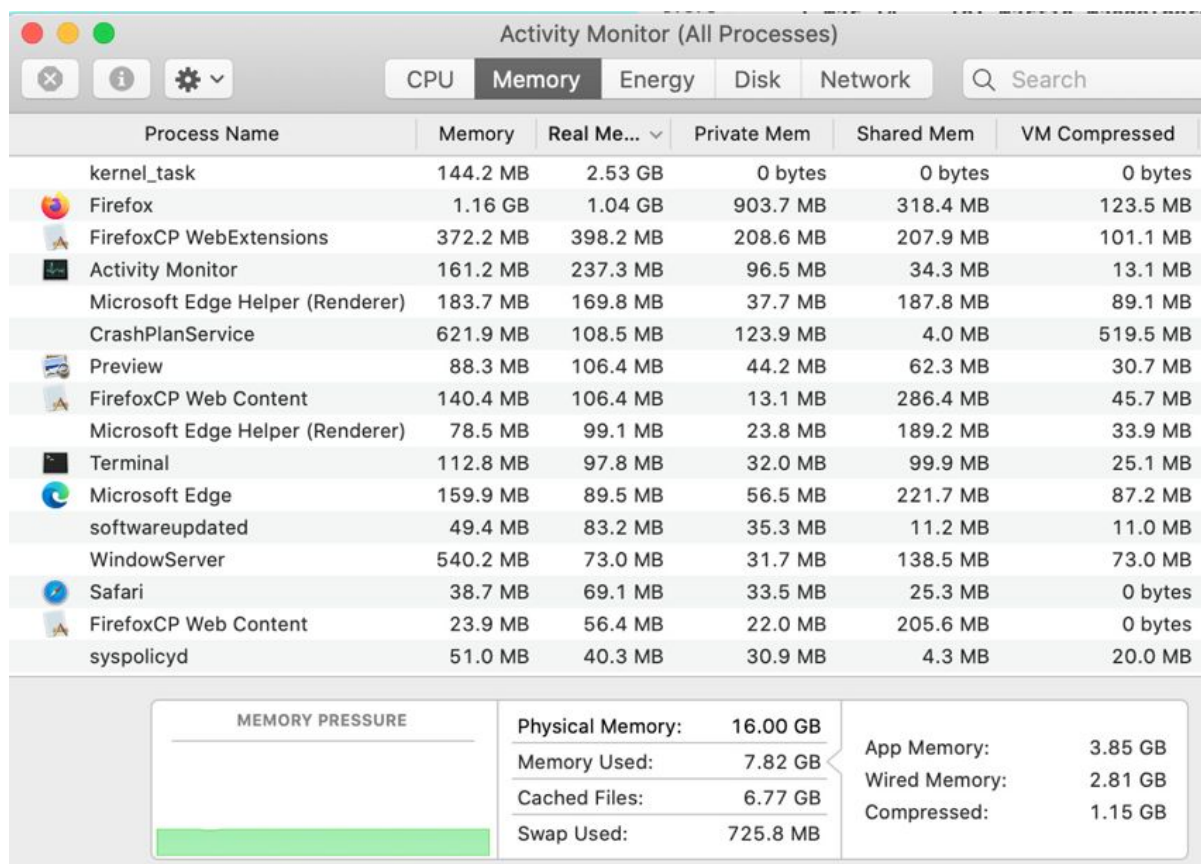 Activity Monitor (All Processes)
CPU Memory Energy Disk Network Search
Process Name Memory Real Me... Private Mem Shared Mem VM Compressed
kernel_task 144.2 MB 2.53 GB 0 bytes 0 bytes 0 bytes
Firefox 1.16 GB 1.04 GB 903.7 MB 318.4 MB 123.5 MB
FirefoxCP WebExtensions 372.2 MB 398.2 MB 208.6 MB 207.9 MB 101.1 MB
Activity Monitor 161.2 MB 237.3 MB 96.5 MB 34.3 MB 13.1 MB
Microsoft Edge Helper (Renderer) 183.7 MB 169.8 MB 37.7 MB 187.8 MB 89.1 MB
CrashPlanService 621.9 MB 108.5 MB 123.9 MB 4.0 MB 519.5 MB
Preview 88.3 MB 106.4 MB 44.2 MB 62.3 MB 30.7 MB
FirefoxCP Web Content 140.4 MB 106.4 MB 13.1 MB 286.4 MB 45.7 MB
Microsoft Edge Helper (Renderer) 78.5 MB 99.1 MB 23.8 MB 189.2 MB 33.9 MB
Terminal 112.8 MB 97.8 MB 32.0 MB 99.9 MB 25.1 MB
Microsoft Edge 159.9 MB 89.5 MB 56.5 MB 221.7 MB 87.2 MB
softwareupdated 49.4 MB 83.2 MB 35.3 MB 11.2 MB 11.0 MB
WindowServer 540.2 MB 73.0 MB 31.7 MB 138.5 MB 73.0 MB
Safari 38.7 MB 69.1 MB 33.5 MB 25.3 MB 0 bytes
FirefoxCP Web Content 23.9 MB 56.4 MB 22.0 MB 205.6 MB 0 bytes
syspolicyd 51.0 MB 40.3 MB 30.9 MB 4.3 MB 20.0 MB
MEMORY PRESSURE
Physical Memory: 16.00 GB
Memory Used: 7.82 GB
Cached Files: 6.77 GB
Swap Used: 725.8 MB
App Memory: 3.85 GB
Wired Memory: 2.81 GB
Compressed: 1.15 GB